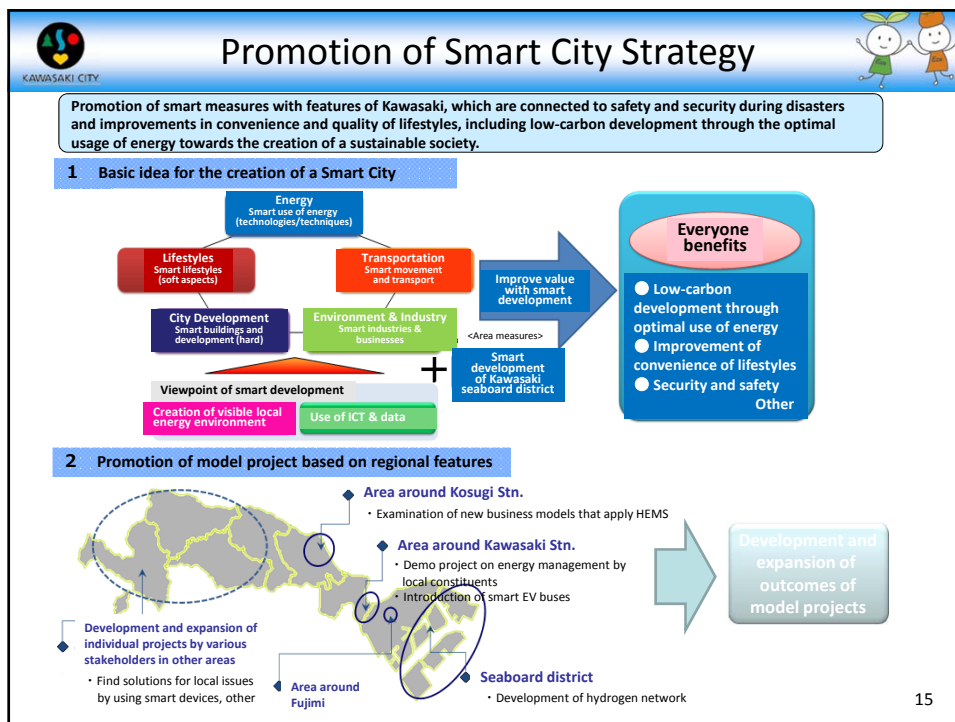 KAWASAKI CITY
Promotion of Smart City Strategy
Promotion of smart measures with features of Kawasaki, which are connected to safety and security during disasters
and improvements in convenience and quality of lifestyles, including low-carbon development through the optimal
usage of energy towards the creation of a sustainable society.
1 Basic idea for the creation of a Smart City
Energy
Smart use of energy
(technologies/techniques)
Lifestyles
Smart lifestyles
(soft aspects)
Transportation
Smart movement
and transport
City Development
Smart buildings and
development (hard)
Environment & Industry
Smart industries &
businesses
Viewpoint of smart development
Creation of visible local
energy environment
Use of ICT & data
Improve value
with smart
development
<Area measures>
+
Smart
development
of Kawasaki
seaboard district
Everyone
benefits
● Low-carbon
development through
optimal use of energy
● Improvement of
convenience of lifestyles
● Security and safety
Other
2 Promotion of model project based on regional features
Area around Kosugi Stn.
・Examination of new business models that apply HEMS
Area around Kawasaki Stn.
・Demo project on energy management by
local constituents
・Introduction of smart EV buses
Development and expansion of
individual projects by various
stakeholders in other areas
・Find solutions for local issues
by using smart devices, other
Area around
Fujimi
Seaboard district
・Development of hydrogen network
Development and
expansion of
outcomes of
model projects
15